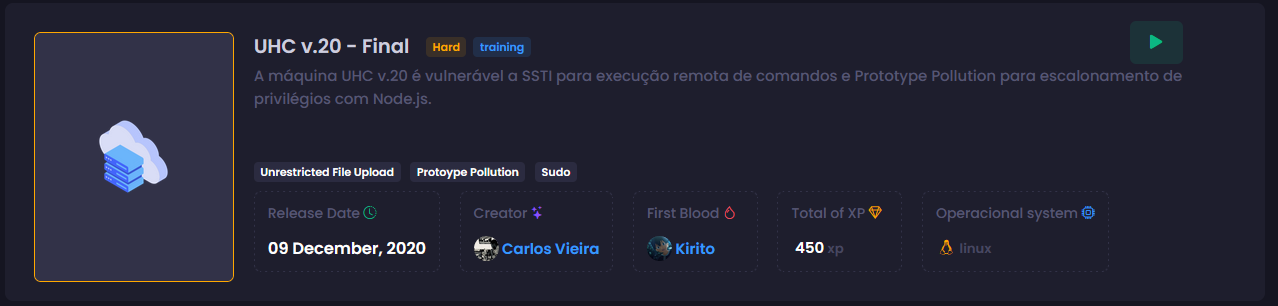 UHC v.20 - Final Hard training
A máquina UHC v.20 é vulnerável a SSTI para execução remota de comandos e Prototype Pollution para escalonamento de
privilégios com Node.js.
Unrestricted File Upload Protoype Pollution Sudo
Release Date Creator First Blood Total of XP Operacional system
09 December, 2020 Carlos Vieira Kirito 450 xp linux